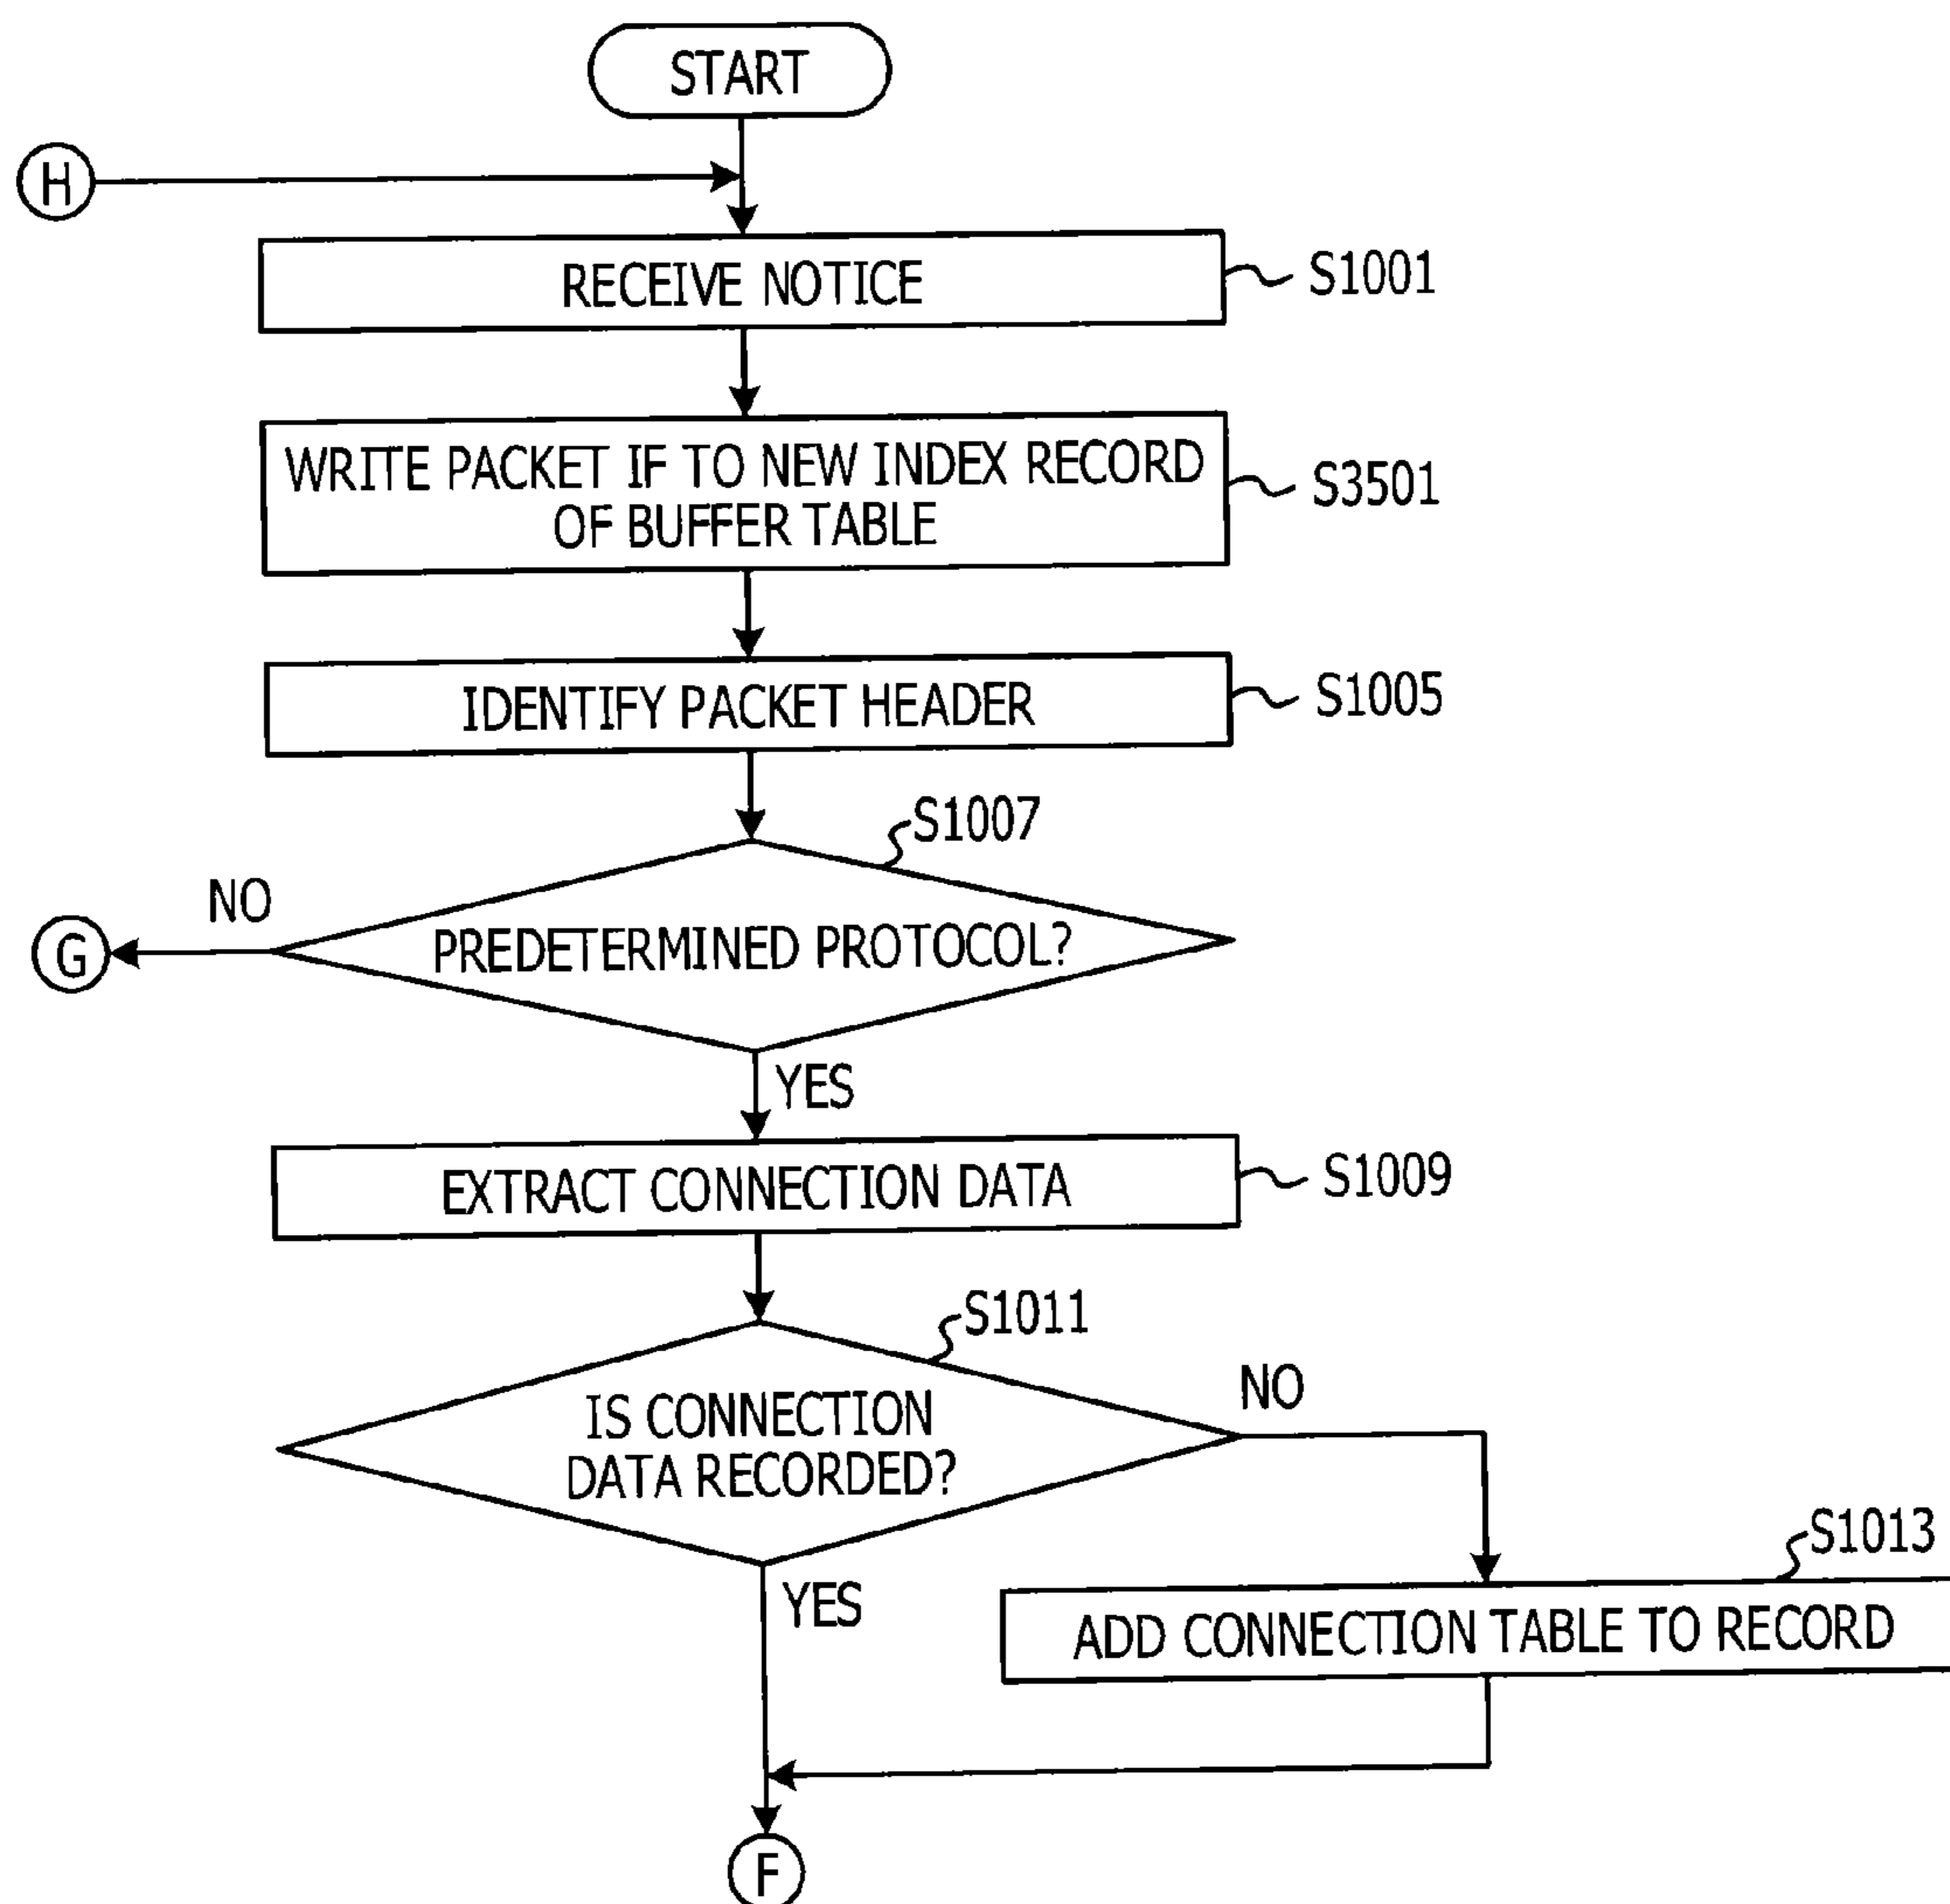 START
H
RECEIVE NOTICE
S1001
WRITE PACKET IF TO NEW INDEX RECORD
OF BUFFER TABLE
S3501
IDENTIFY PACKET HEADER
S1005
S1007
NO
G
PREDETERMINED PROTOCOL?
YES
EXTRACT CONNECTION DATA
S1009
S1011
IS CONNECTION
DATA RECORDED?
NO
YES
S1013
ADD CONNECTION TABLE TO RECORD
F